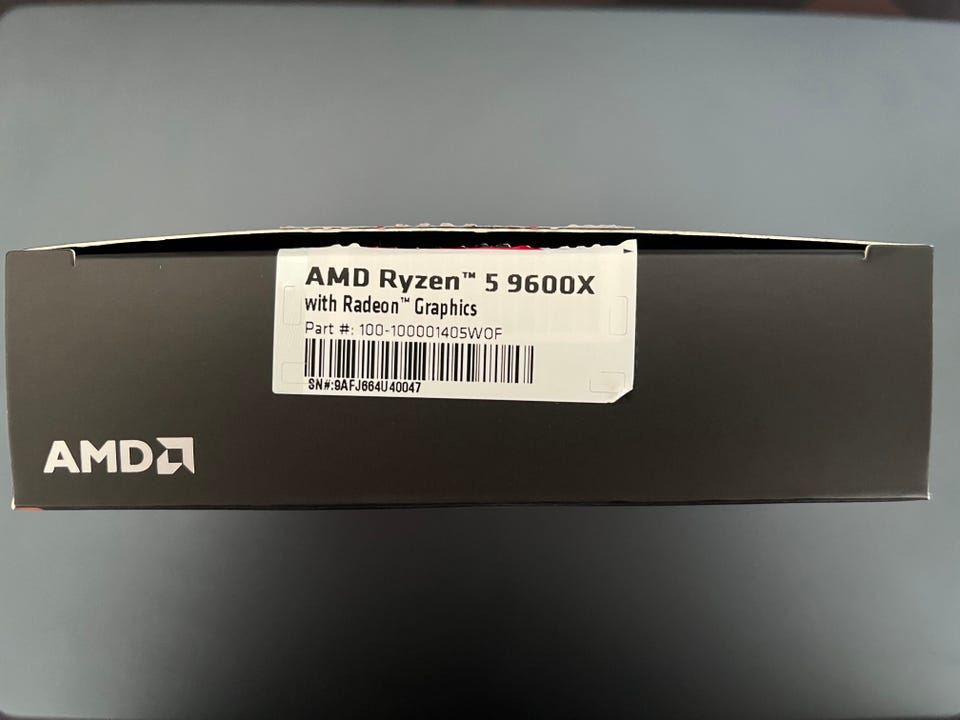 AMD Ryzen™ 5 9600X
with Radeon™ Graphics
Part #: 100-100001405WOF
SN#:9AFJ664U40047
AMD